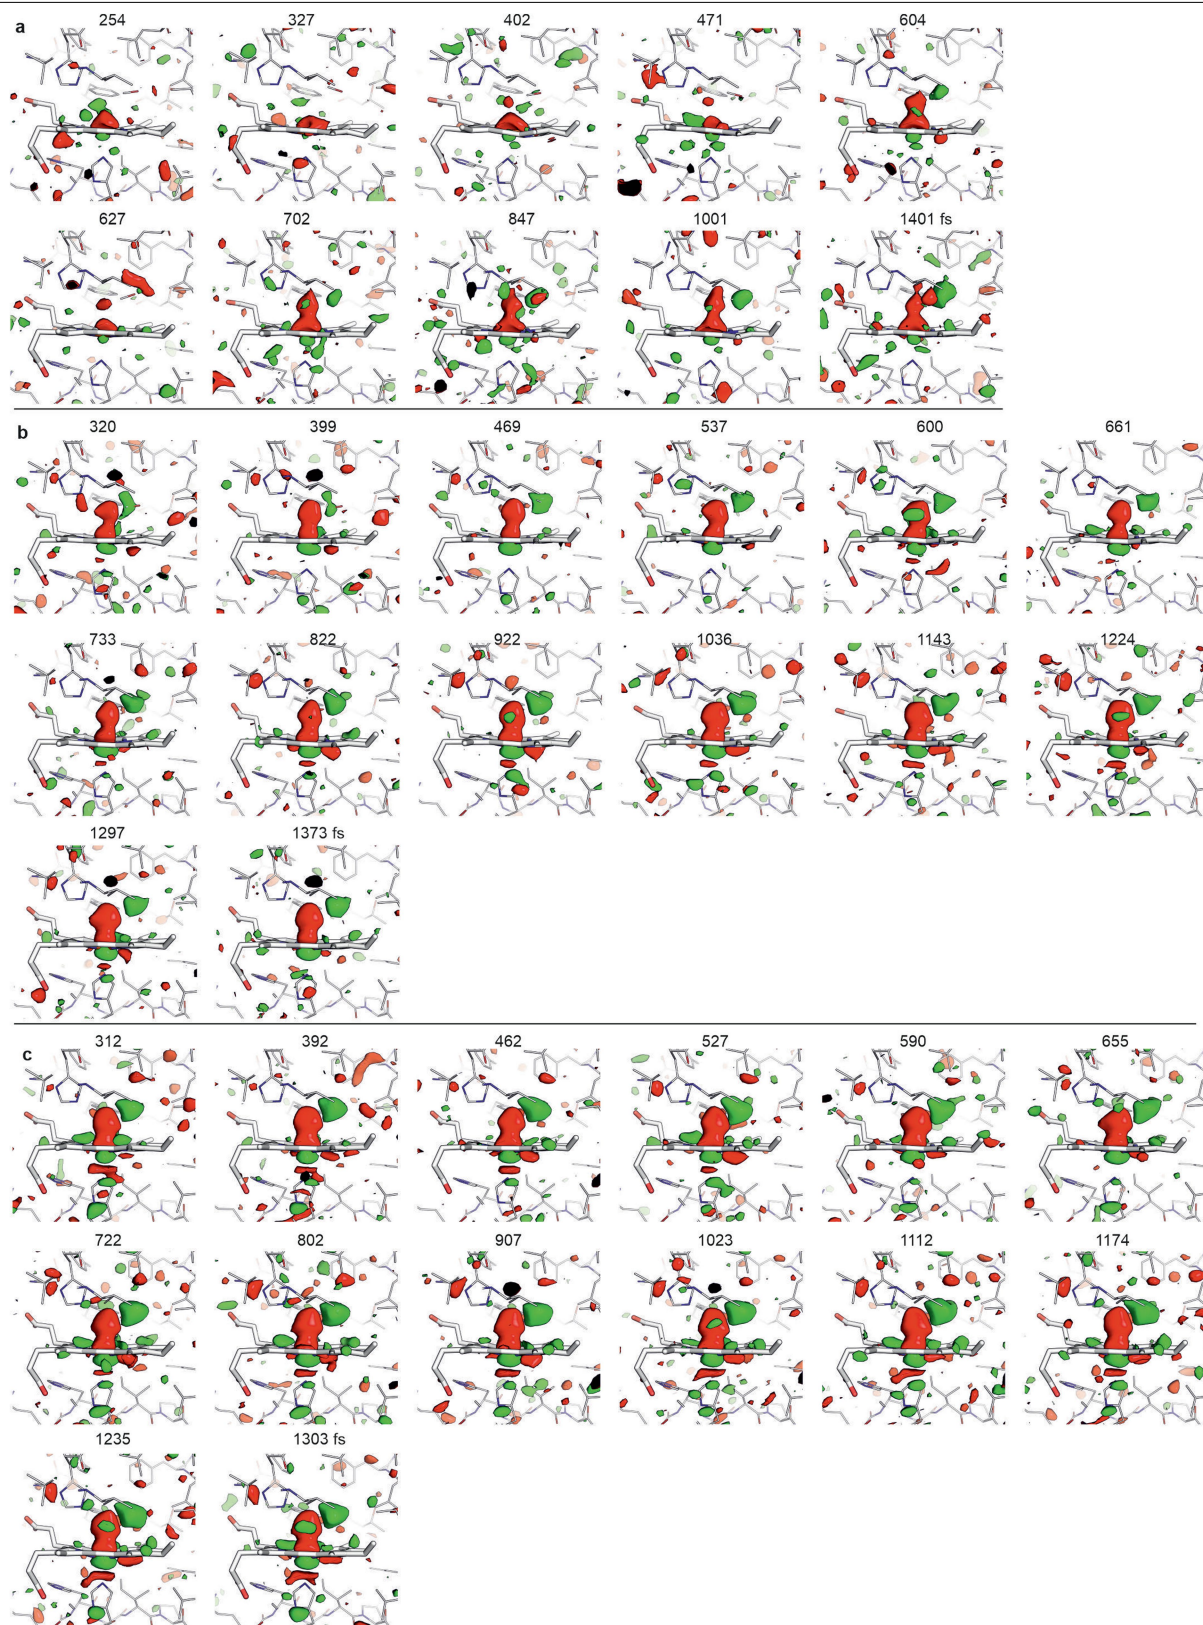 a
254 327 402 471 604
627 702 847 1001 1401 fs
b
320 399 469 537 600 661
733 822 922 1036 1143 1224
1297 1373 fs
c
312 392 462 527 590 655
722 802 907 1023 1112 1174
1235 1303 fs